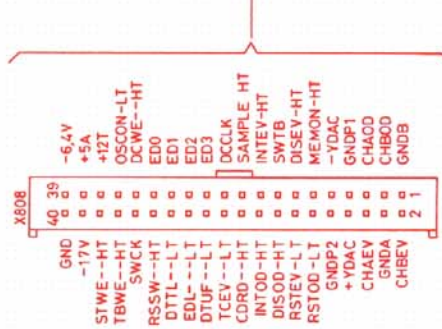 -6,4V
+5A
+12T
OSCON-LT
DCWE--HT
ED0
ED1
ED2
ED3
DCCLK
SAMPLE HT
INTEV-HT
SWTB
DISEV-HT
MEMON-HT
-YDAC
GNDP1
CHAOD
CHBOD
GNDB
X808
40 39
2 1
GND
-17V
STWE--HT
TBWE--HT
SWCK
RSSW--HT
DTTL---LT
EDL---LT
DTUF--LT
TCEV--LT
CDRD--HT
INTOD-HT
DISOD-HT
RSTEV-LT
RSTOD-LT
GNDP2
+YDAC
CHAEV
GNDA
CHBEV